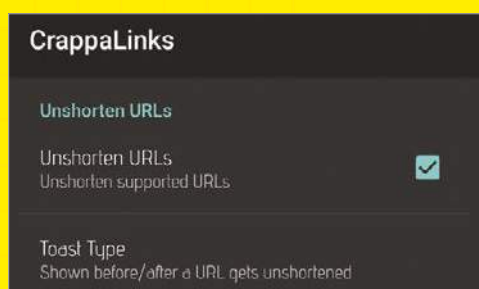 CrappaLinks
Unshorten URLs
Unshorten URLs
Unshorten supported URLs
Toast Type
Shown before/after a URL gets unshortened